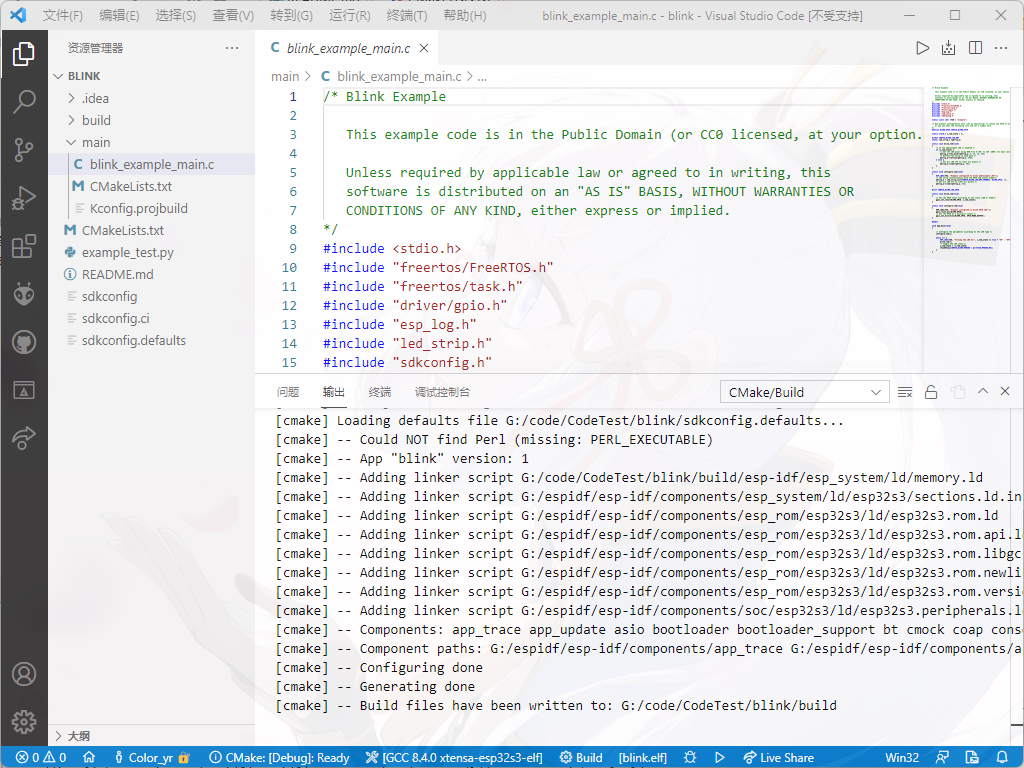 文件(F) 编辑(E) 选择(S) 查看(V) 转到(G) 运行(R) 终端(T) 帮助(H) blink_example_main.c - blink - Visual Studio Code [不受支持]
资源管理器
BLINK
.idea
build
main
C blink_example_main.c
M CMakeLists.txt
Kconfig.projbuild
M CMakeLists.txt
example_test.py
README.md
sdkconfig
sdkconfig.ci
sdkconfig.defaults
大纲
C blink_example_main.c
main > C blink_example_main.c > ...
1 /* Blink Example
2
3 This example code is in the Public Domain (or CC0 licensed, at your option.
4
5 Unless required by applicable law or agreed to in writing, this
6 software is distributed on an "AS IS" BASIS, WITHOUT WARRANTIES OR
7 CONDITIONS OF ANY KIND, either express or implied.
8 */
9 #include <stdio.h>
10 #include "freertos/FreeRTOS.h"
11 #include "freertos/task.h"
12 #include "driver/gpio.h"
13 #include "esp_log.h"
14 #include "led_strip.h"
15 #include "sdkconfig.h"
问题 输出 终端 调试控制台 CMake/Build
[cmake] Loading defaults file G:/code/CodeTest/blink/sdkconfig.defaults...
[cmake] -- Could NOT find Perl (missing: PERL_EXECUTABLE)
[cmake] -- App "blink" version: 1
[cmake] -- Adding linker script G:/code/CodeTest/blink/build/esp-idf/esp_system/ld/memory.ld
[cmake] -- Adding linker script G:/espidf/esp-idf/components/esp_system/ld/esp32s3/sections.ld.in
[cmake] -- Adding linker script G:/espidf/esp-idf/components/esp_rom/esp32s3/ld/esp32s3.rom.ld
[cmake] -- Adding linker script G:/espidf/esp-idf/components/esp_rom/esp32s3/ld/esp32s3.rom.api.l
[cmake] -- Adding linker script G:/espidf/esp-idf/components/esp_rom/esp32s3/ld/esp32s3.rom.libgc
[cmake] -- Adding linker script G:/espidf/esp-idf/components/esp_rom/esp32s3/ld/esp32s3.rom.newli
[cmake] -- Adding linker script G:/espidf/esp-idf/components/esp_rom/esp32s3/ld/esp32s3.rom.versi
[cmake] -- Adding linker script G:/espidf/esp-idf/components/soc/esp32s3/ld/esp32s3.peripherals.l
[cmake] -- Components: app_trace app_update asio bootloader bootloader_support bt cmock coap cons
[cmake] -- Component paths: G:/espidf/esp-idf/components/app_trace G:/espidf/esp-idf/components/a
[cmake] -- Configuring done
[cmake] -- Generating done
[cmake] -- Build files have been written to: G:/code/CodeTest/blink/build
0 0 Color_yr CMake: [Debug]: Ready [GCC 8.4.0 xtensa-esp32s3-elf] Build [blink.elf] Live Share Win32